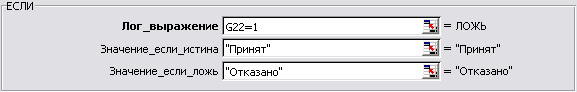 ЕСЛИ
Лог_выражение G22=1 = ЛОЖЬ
Значение_если_истина "Принят" = "Принят"
Значение_если_ложь "Отказано" = "Отказано"